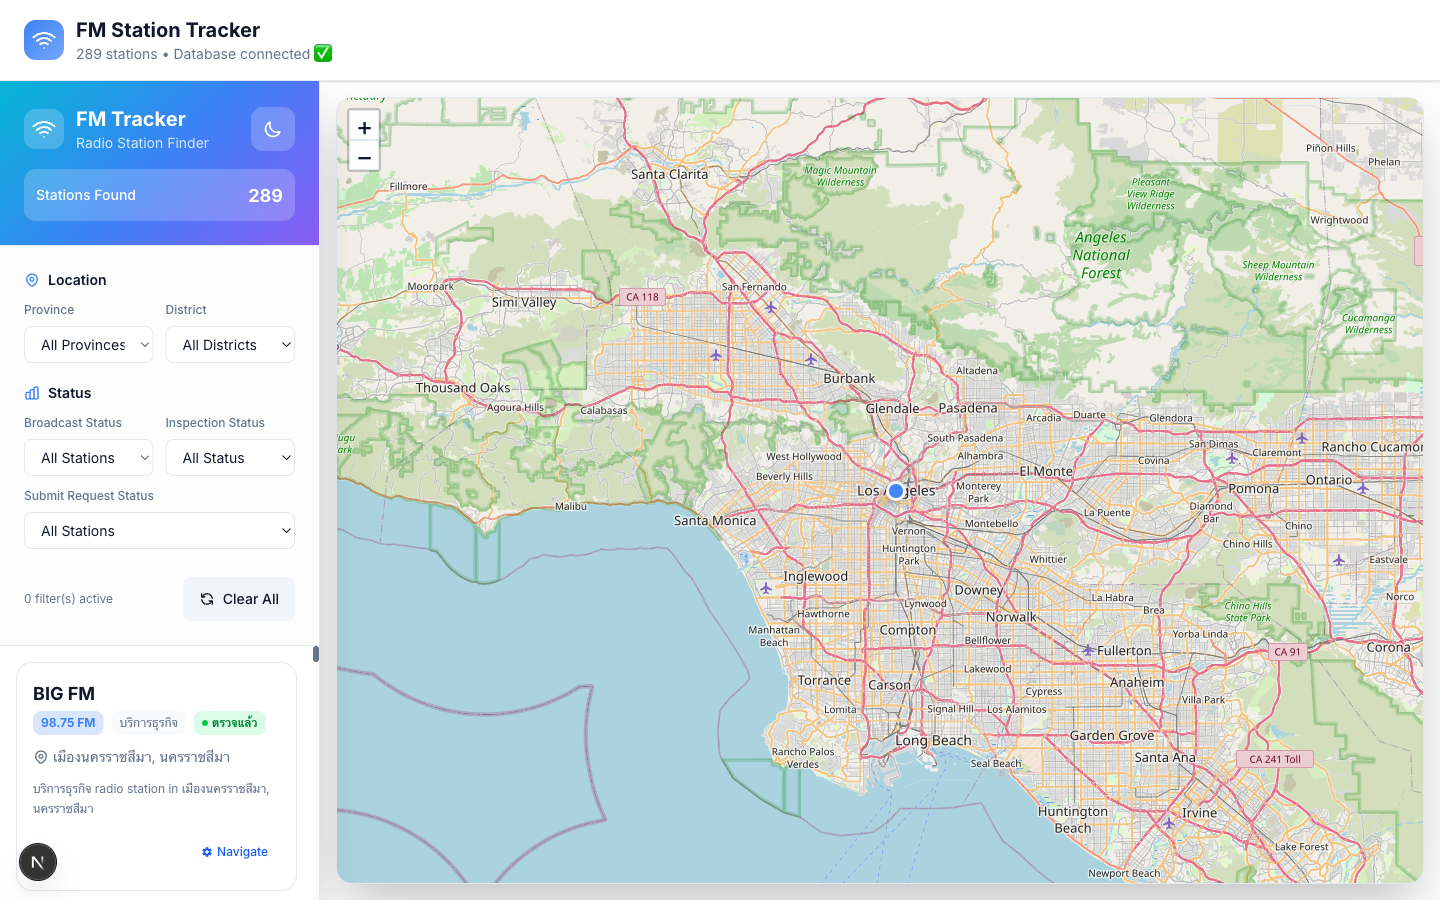 FM Station Tracker
289 stations • Database connected ✅
FM Tracker
Radio Station Finder
Stations Found
289
Location
Province
District
All Provinces
All Districts
Status
Broadcast Status
Inspection Status
All Stations
All Status
Submit Request Status
All Stations
0 filter(s) active
Clear All
BIG FM
98.75 FM
บริการธุรกิจ
ตรวจแล้ว
เมืองนครราชสีมา, นครราชสีมา
บริการธุรกิจ radio station in เมืองนครราชสีมา,
นครราชสีมา
Navigate
N
+
−
Santa Clarita
Magic Mountain
Wilderness
Fillmore
Piñon Hills
Phelan
Pleasant
View Ridge
Wilderness
Wrightwood
Angeles
National
Forest
Sheep Mountain
Wilderness
Moorpark
Simi Valley
CA 118
San Fernando
Cucamonga
Wilderness
Thousand Oaks
Agoura Hills
Calabasas
Burbank
Altadena
Glendale
Pasadena
Arcadia
Duarte
Glendora
South Pasadena
San Dimas
Claremont
Rancho Cucamon
West Hollywood
Alhambra
Covina
Beverly Hills
El Monte
Pomona
Ontario
Los Angeles
Monterey
Park
Malibu
Santa Monica
Montebello
La Puente
Diamond
Bar
Chino
Vernon
Huntington
Park
Whittier
Chino Hills
Eastvale
Inglewood
Downey
La Habra
Norco
Hawthorne
Lynwood
Norwalk
Brea
Chino Hills
State Park
Manhattan
Beach
Compton
Bellflower
Yorba Linda
Fullerton
CA 91
Corona
Lakewood
Torrance
Carson
Cypress
Anaheim
Villa Park
Lomita
Signal Hill
Los Alamitos
Rancho Palos
Verdes
Long Beach
Garden Grove
Seal Beach
Santa Ana
CA 241 Toll
Huntington
Beach
Irvine
Lake Forest
Newport Beach